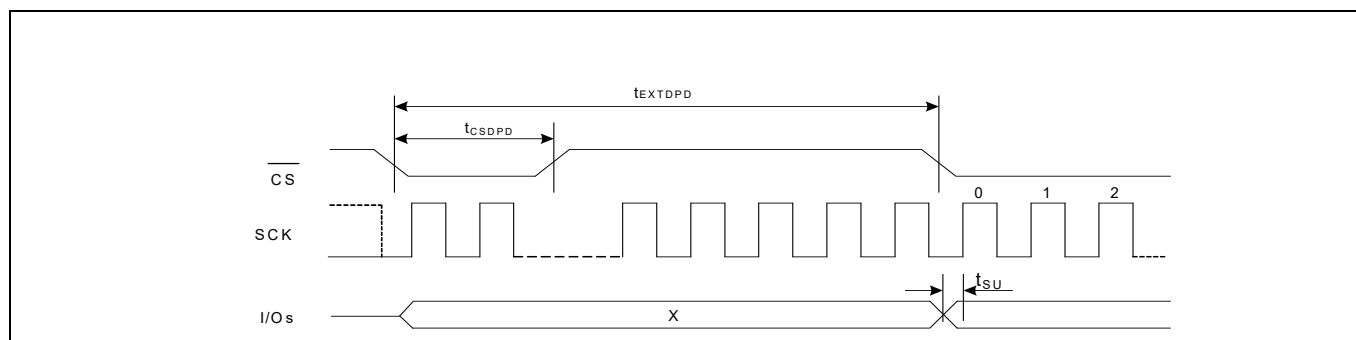 tEXTDPD
tCSDPD
CS
0 1 2
SCK
tSU
I/Os
X